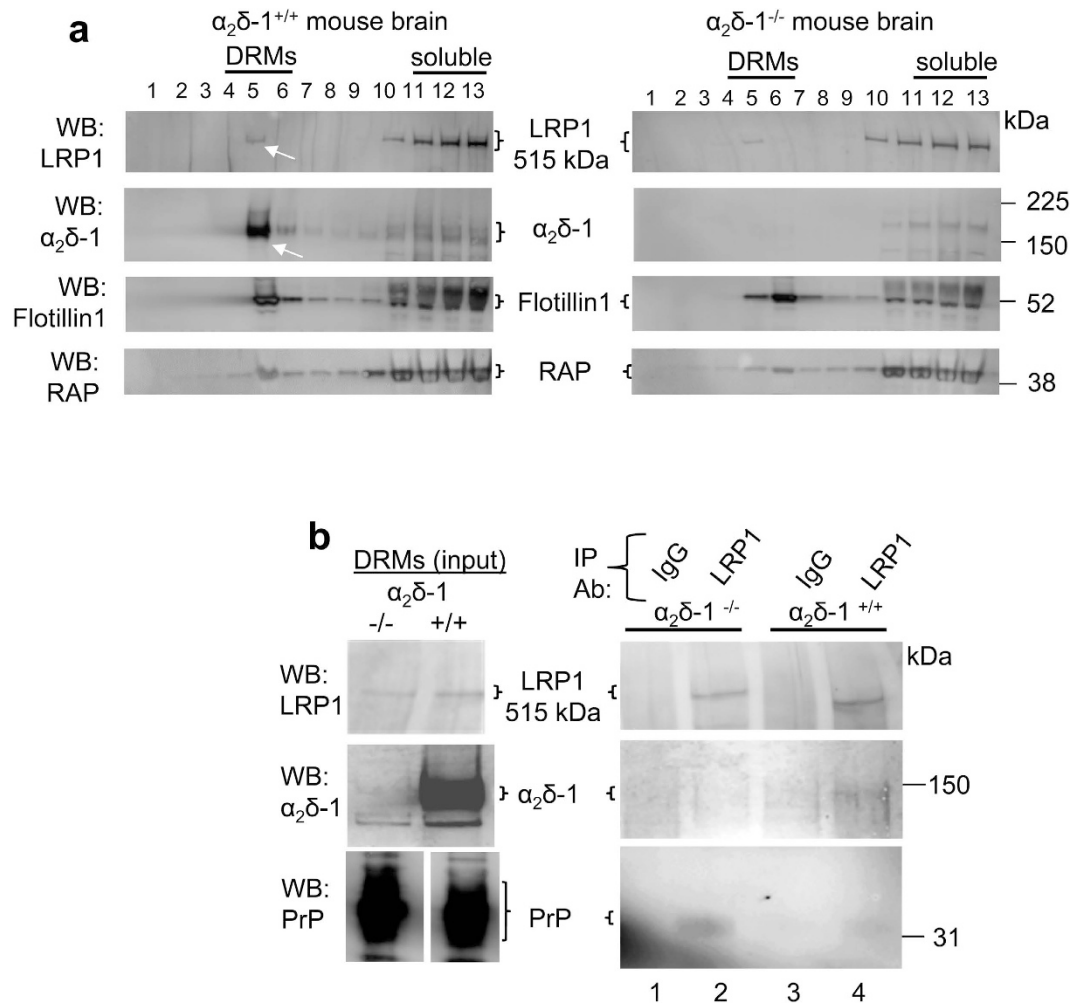 a
α2δ-1+/+ mouse brain
α2δ-1-/- mouse brain
DRMs
soluble
DRMs
soluble
1 2 3 4 5 6 7 8 9 10 11 12 13
1 2 3 4 5 6 7 8 9 10 11 12 13
kDa
WB:
LRP1
LRP1
515 kDa
WB:
α2δ-1
α2δ-1
225
150
WB:
Flotillin1
Flotillin1
52
WB:
RAP
RAP
38
b
DRMs (input)
α2δ-1
-/- +/+
IP
Ab:
IgG
LRP1
IgG
LRP1
α2δ-1 -/-
α2δ-1 +/+
kDa
WB:
LRP1
LRP1
515 kDa
WB:
α2δ-1
α2δ-1
150
WB:
PrP
PrP
31
1 2 3 4